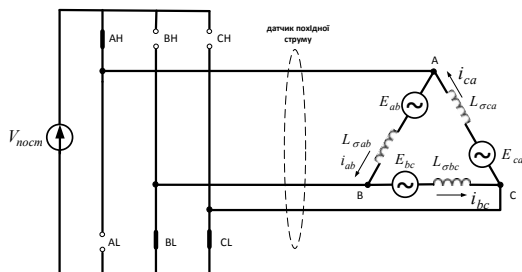 AH
BH
CH
датчик похідної
струму
A
i_ca
E_ab
L_σca
V_пост
L_σab
E_ca
i_ab
E_bc
L_σbc
B
C
i_bc
AL
BL
CL